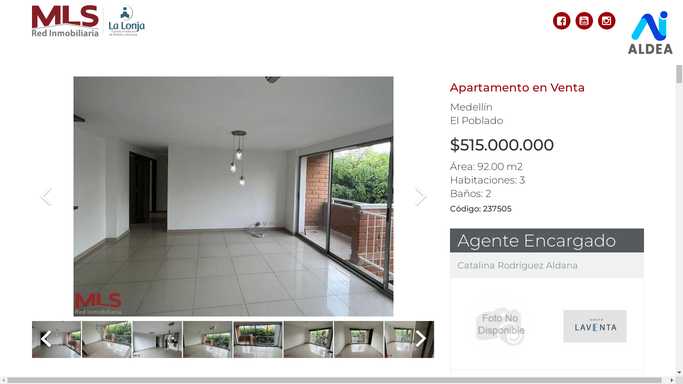 MLS
Red Inmobiliaria
La Lonja
ALDEA
Apartamento en Venta
Medellín
El Poblado
$515.000.000
Área: 92.00 m2
Habitaciones: 3
Baños: 2
Código: 237505
MLS
Red Inmobiliaria
Agente Encargado
Catalina Rodriguez Aldana
Foto No
Disponible
LAVENTA